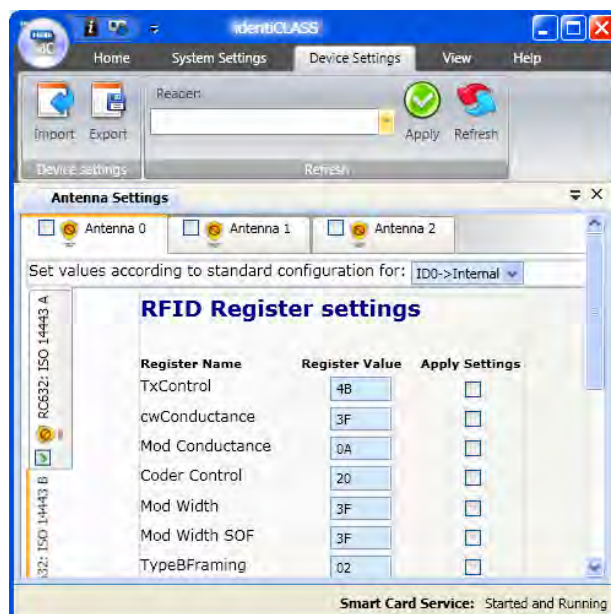 identiCLASS
Home System Settings Device Settings View Help
Reader:
Import Export Apply Refresh
Device settings Refresh
Antenna Settings
Antenna 0 Antenna 1 Antenna 2
Set values according to standard configuration for: ID0->Internal
RC632: ISO 14443 A
32: ISO 14443 B
RFID Register settings
Register Name Register Value Apply Settings
TxControl 4B
cwConductance 3F
Mod Conductance 0A
Coder Control 20
Mod Width 3F
Mod Width SOF 3F
TypeBFraming 02
Smart Card Service: Started and Running